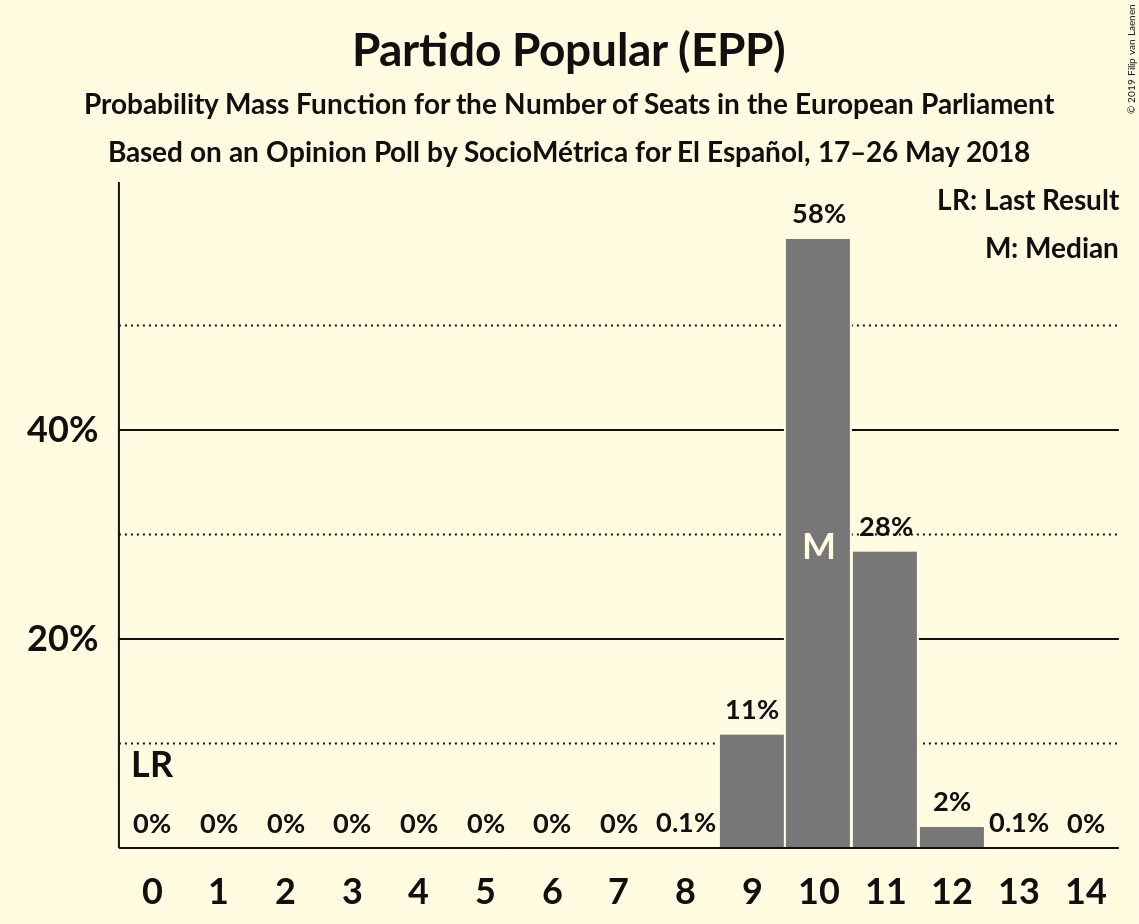 Partido Popular (EPP)
Probability Mass Function for the Number of Seats in the European Parliament
Based on an Opinion Poll by SocioMétrica for El Español, 17–26 May 2018
© 2019 Filip van Laenen
LR: Last Result
M: Median
58%
40%
28%
M
20%
11%
LR
0% 0% 0% 0% 0% 0% 0% 0% 0.1% 2% 0.1% 0%
0 1 2 3 4 5 6 7 8 9 10 11 12 13 14